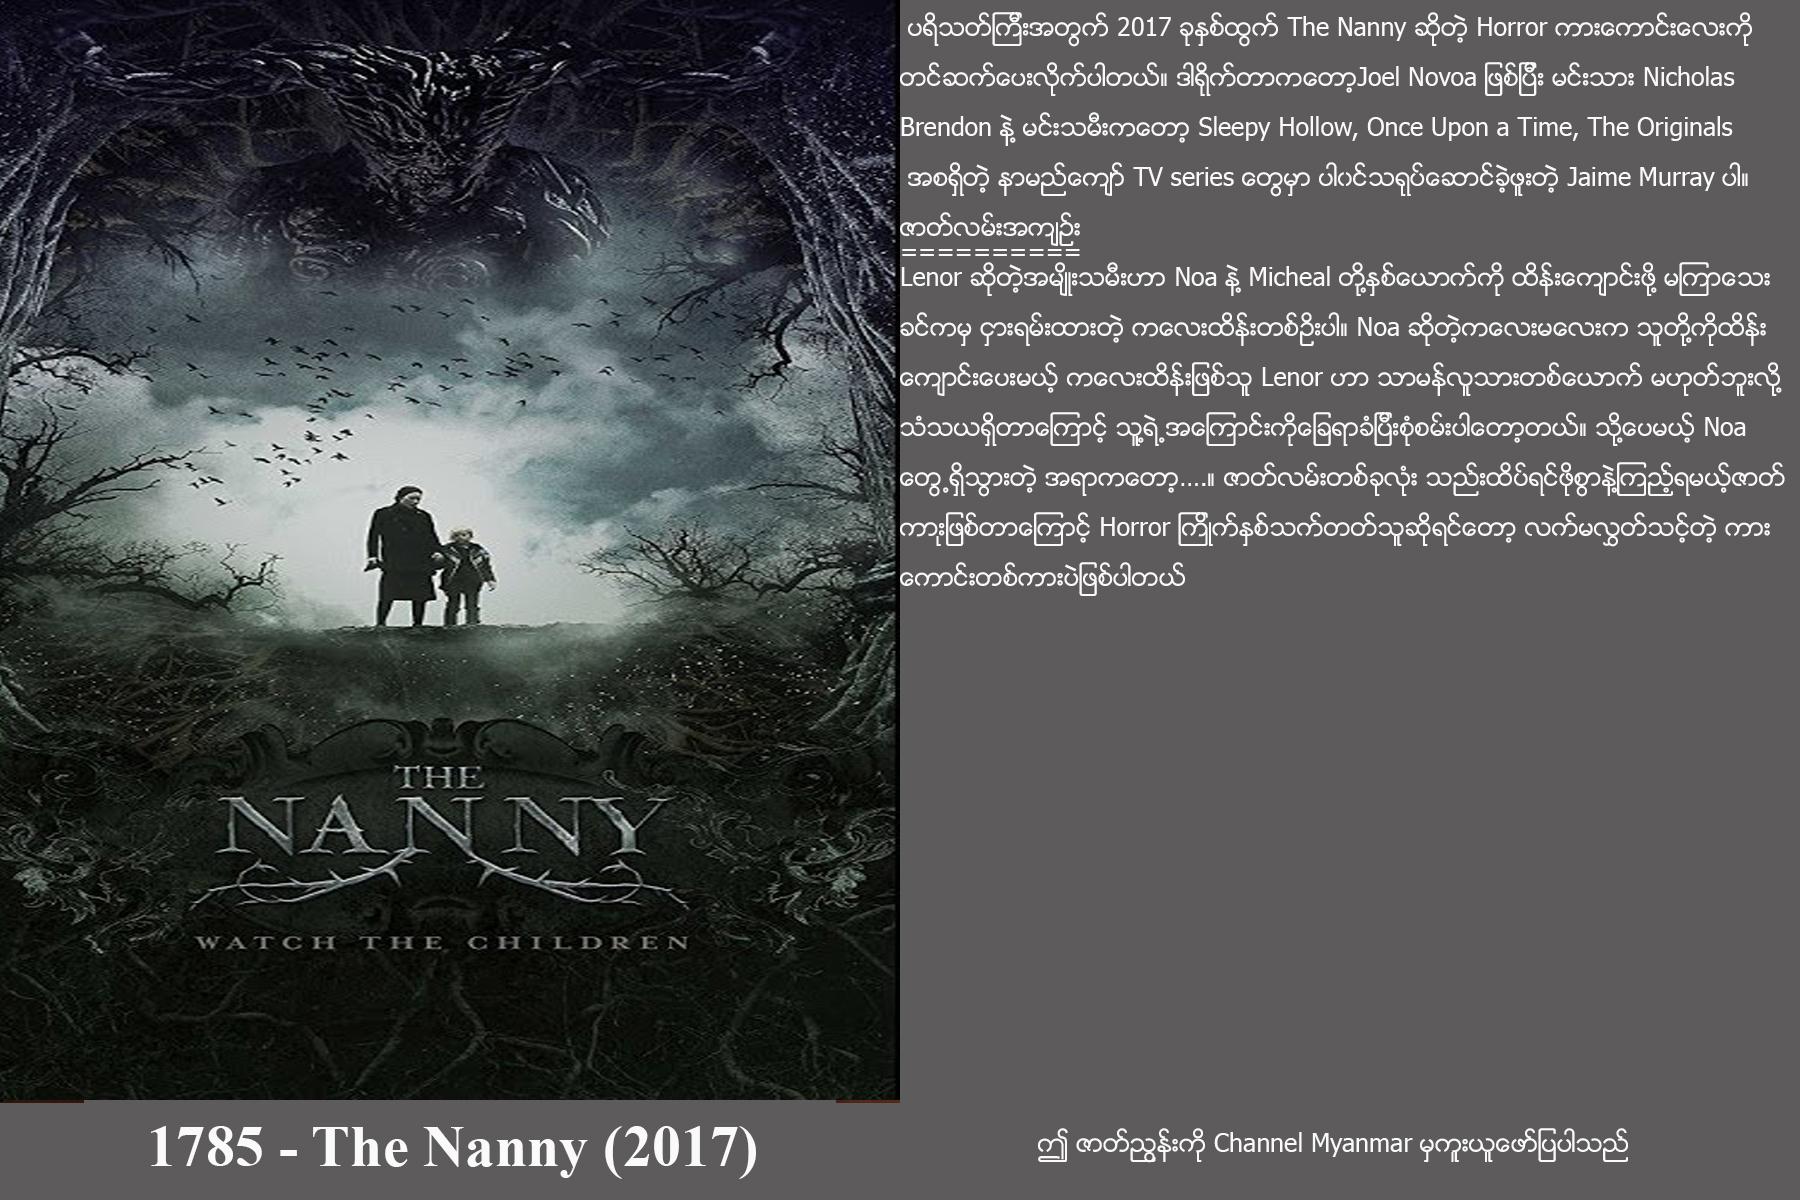 THE
NANNY
WATCH THE CHILDREN
1785 - The Nanny (2017)
ပရိသတ်ကြီးအတွက် 2017 ခုနှစ်ထွက် The Nanny ဆိုတဲ့ Horror ကားကောင်းလေးကို
တင်ဆက်ပေးလိုက်ပါတယ်။ ဒါရိုက်တာကတော့Joel Novoa ဖြစ်ပြီး မင်းသား Nicholas
Brendon နဲ့ မင်းသမီးကတော့ Sleepy Hollow, Once Upon a Time, The Originals
အစရှိတဲ့ နာမည်ကျော် TV series တွေမှာ ပါဝင်သရုပ်ဆောင်ခဲ့ဖူးတဲ့ Jaime Murray ပါ။
ဇာတ်လမ်းအကျဉ်း
==========
Lenor ဆိုတဲ့အမျိုးသမီးဟာ Noa နဲ့ Micheal တို့နှစ်ယောက်ကို ထိန်းကျောင်းဖို့ မကြာသေး
ခင်ကမှ ငှားရမ်းထားတဲ့ ကလေးထိန်းတစ်ဦးပါ။ Noa ဆိုတဲ့ကလေးမလေးက သူတို့ကိုထိန်း
ကျောင်းပေးမယ့် ကလေးထိန်းဖြစ်သူ Lenor ဟာ သာမန်လူသားတစ်ယောက် မဟုတ်ဘူးလို့
သံသယရှိတာကြောင့် သူ့ရဲ့အကြောင်းကိုခြေရာခံပြီးစုံစမ်းပါတော့တယ်။ သို့ပေမယ့် Noa
တွေ့ရှိသွားတဲ့ အရာကတော့....။ ဇာတ်လမ်းတစ်ခုလုံး သည်းထိပ်ရင်ဖိုစွာနဲ့ကြည့်ရမယ့်ဇာတ်
ကားဖြစ်တာကြောင့် Horror ကြိုက်နှစ်သက်တတ်သူဆိုရင်တော့ လက်မလွှတ်သင့်တဲ့ ကား
ကောင်းတစ်ကားပဲဖြစ်ပါတယ်
ဤ ဇာတ်ညွှန်းကို Channel Myanmar မှကူးယူဖော်ပြပါသည်